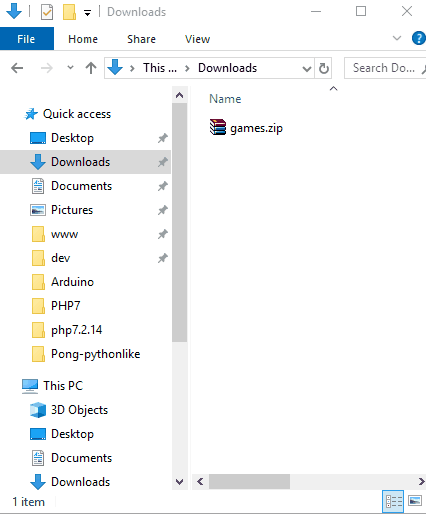 Downloads
File Home Share View
This ... Downloads Search Do...
Name
games.zip
Quick access
Desktop
Downloads
Documents
Pictures
www
dev
Arduino
PHP7
php7.2.14
Pong-pythonlike
This PC
3D Objects
Desktop
Documents
Downloads
1 item